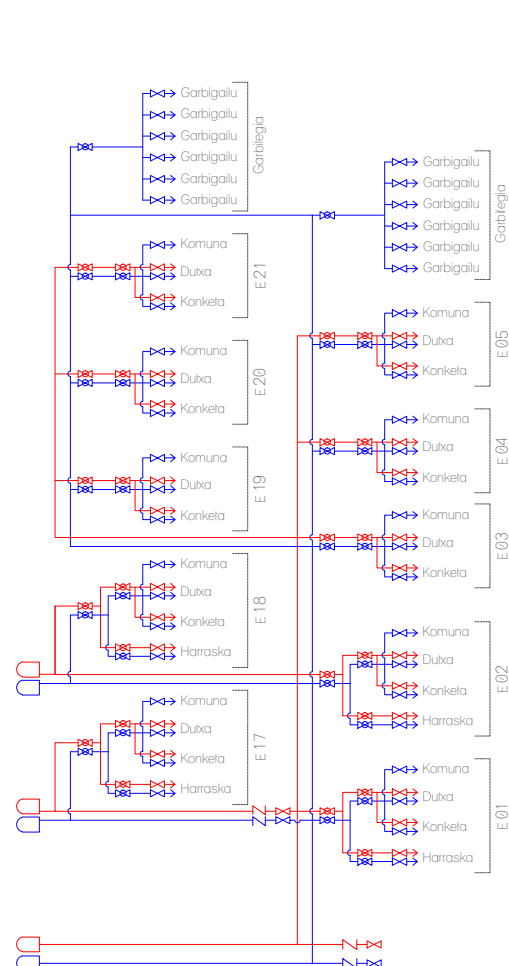 Garbigailu
Garbigailu
Garbigailu
Garbigailu
Garbigailu
Garbigailu
Garbitegia
Komuna
Dutxa
Konketa
E 21
Komuna
Dutxa
Konketa
E 20
Komuna
Dutxa
Konketa
E 19
Komuna
Dutxa
Konketa
Harraska
E 18
Komuna
Dutxa
Konketa
Harraska
E 17
Garbigailu
Garbigailu
Garbigailu
Garbigailu
Garbigailu
Garbigailu
Garbitegia
Komuna
Dutxa
Konketa
E 05
Komuna
Dutxa
Konketa
E 04
Komuna
Dutxa
Konketa
E 03
Komuna
Dutxa
Konketa
Harraska
E 02
Komuna
Dutxa
Konketa
Harraska
E 01